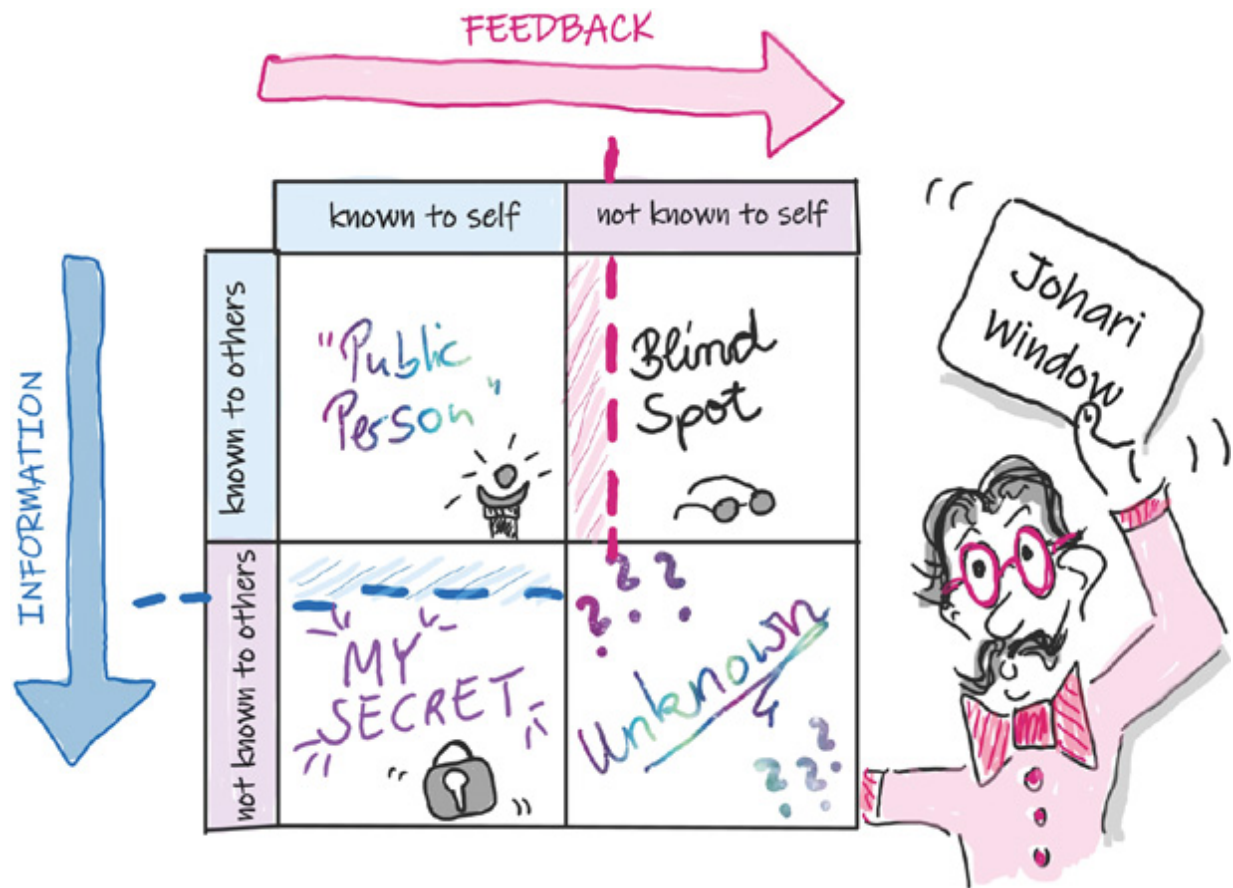 FEEDBACK
known to self
not known to self
INFORMATION
known to others
"Public
Person"
Blind
Spot
Johari
Window
not known to others
MY
SECRET
???
Unknown
????